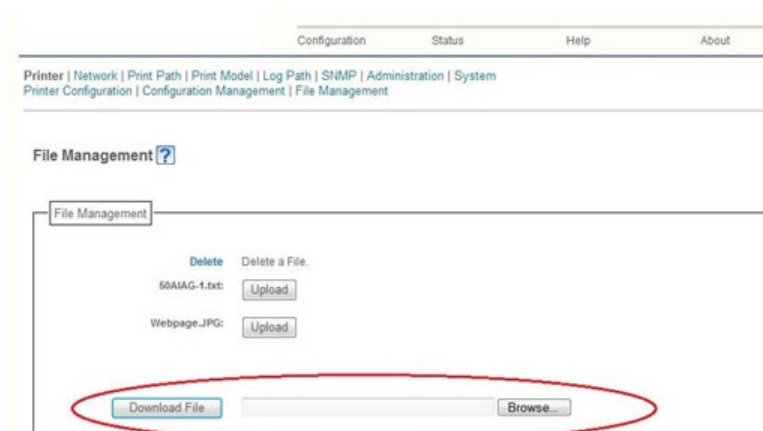 Configuration Status Help About
Printer | Network | Print Path | Print Model | Log Path | SNMP | Administration | System
Printer Configuration | Configuration Management | File Management
File Management ?
File Management
Delete Delete a File.
50AIAG-1.txt: Upload
Webpage.JPG: Upload
Download File Browse...